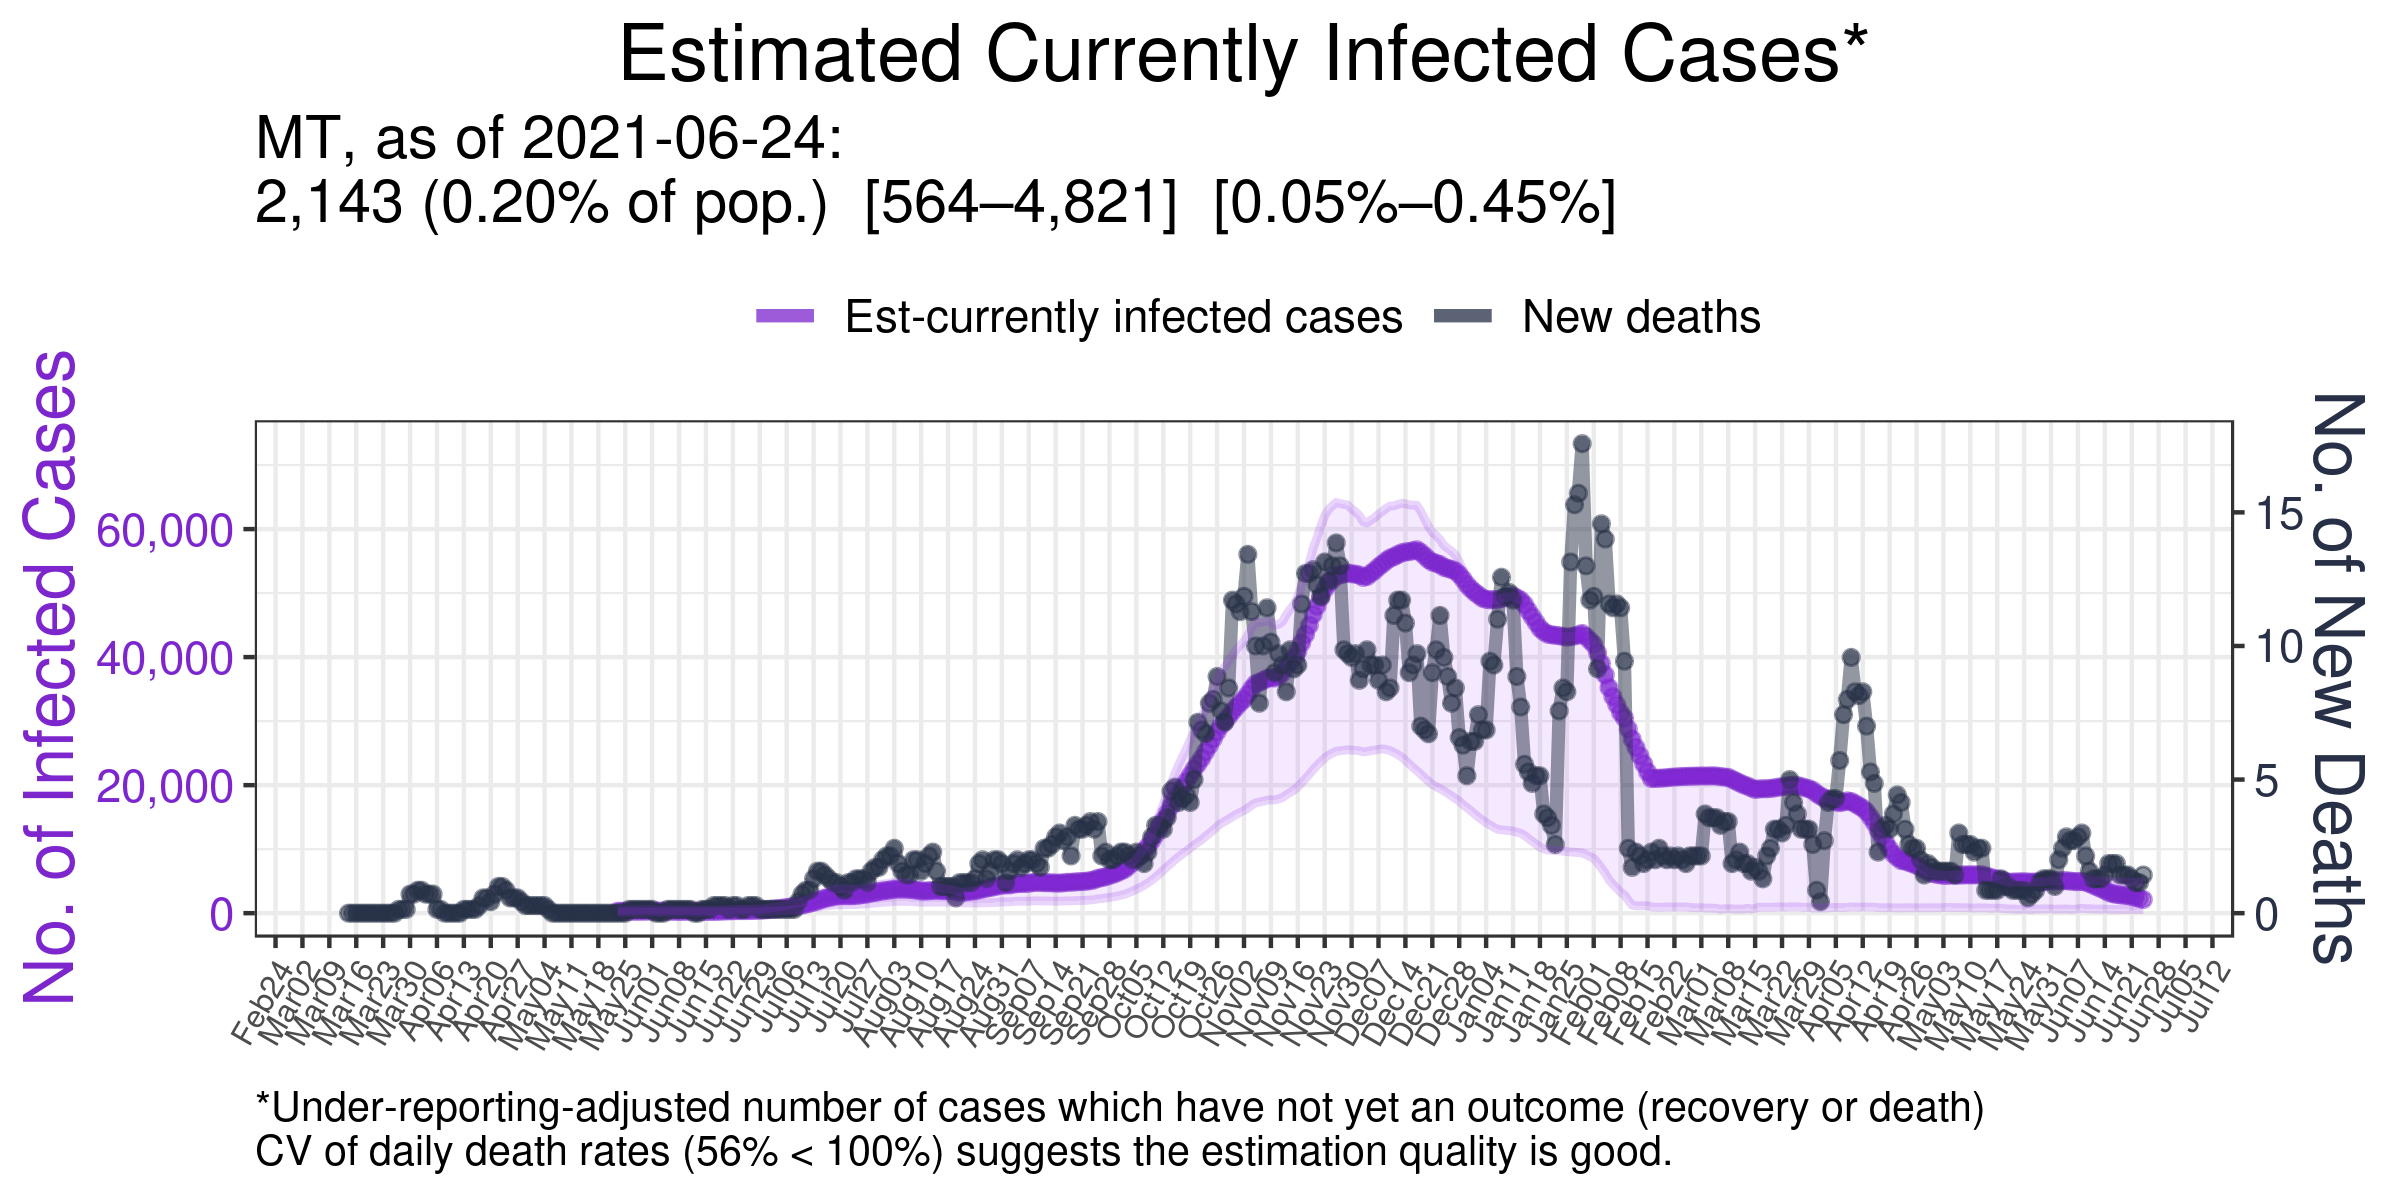 Estimated Currently Infected Cases*
MT, as of 2021-06-24:
2,143 (0.20% of pop.) [564–4,821] [0.05%–0.45%]
Est-currently infected cases
New deaths
No. of Infected Cases
60,000
40,000
20,000
0
15
10
5
0
No. of New Deaths
Feb24
Mar02
Mar09
Mar16
Mar23
Mar30
Apr06
Apr13
Apr20
Apr27
May04
May11
May18
May25
Jun01
Jun08
Jun15
Jun22
Jun29
Jul06
Jul13
Jul20
Jul27
Aug03
Aug10
Aug17
Aug24
Aug31
Sep07
Sep14
Sep21
Sep28
Oct05
Oct12
Oct19
Oct26
Nov02
Nov09
Nov16
Nov23
Nov30
Dec07
Dec14
Dec21
Dec28
Jan04
Jan11
Jan18
Jan25
Feb01
Feb08
Feb15
Feb22
Mar01
Mar08
Mar15
Mar22
Mar29
Apr05
Apr12
Apr19
Apr26
May03
May10
May17
May24
May31
Jun07
Jun14
Jun21
Jun28
Jul05
Jul12
*Under-reporting-adjusted number of cases which have not yet an outcome (recovery or death)
CV of daily death rates (56% < 100%) suggests the estimation quality is good.